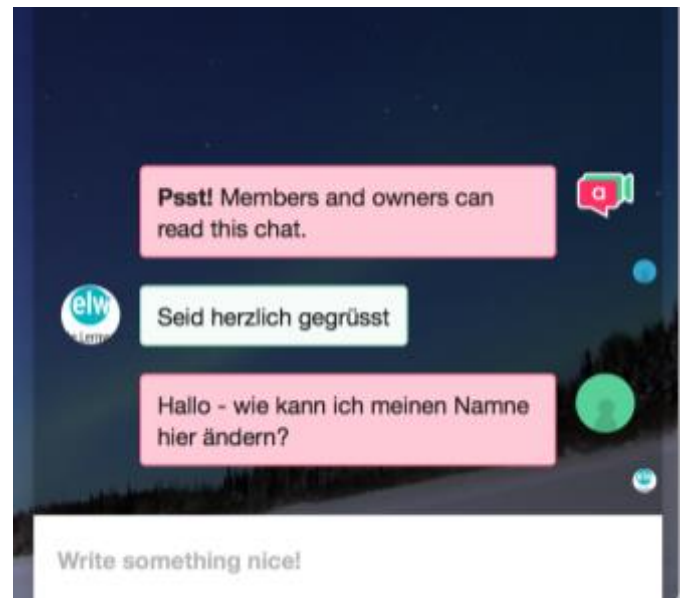 Psst! Members and owners can
read this chat.
a
elw
Seid herzlich gegrüsst
Hallo - wie kann ich meinen Namne
hier ändern?
Write something nice!